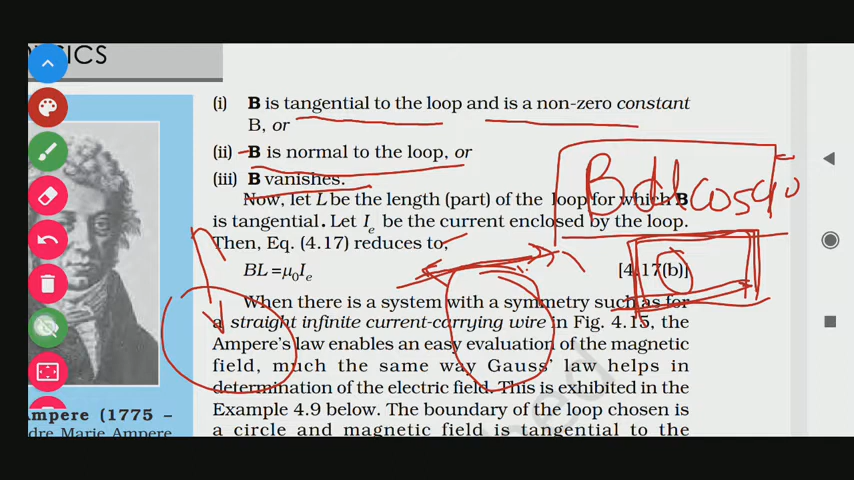 SICS
(i) B is tangential to the loop and is a non-zero constant
B, or
(ii) B is normal to the loop, or
(iii) B vanishes.
Now, let L be the length (part) of the loop for which B
is tangential. Let Ie be the current enclosed by the loop.
Then, Eq. (4.17) reduces to,
BL =μ0Ie [4.17(b)]
B dl cos90
0
When there is a system with a symmetry such as for
a straight infinite current-carrying wire in Fig. 4.15, the
Ampere's law enables an easy evaluation of the magnetic
field, much the same way Gauss' law helps in
determination of the electric field. This is exhibited in the
Example 4.9 below. The boundary of the loop chosen is
a circle and magnetic field is tangential to the
Ampere (1775 –
dre Marie Ampere